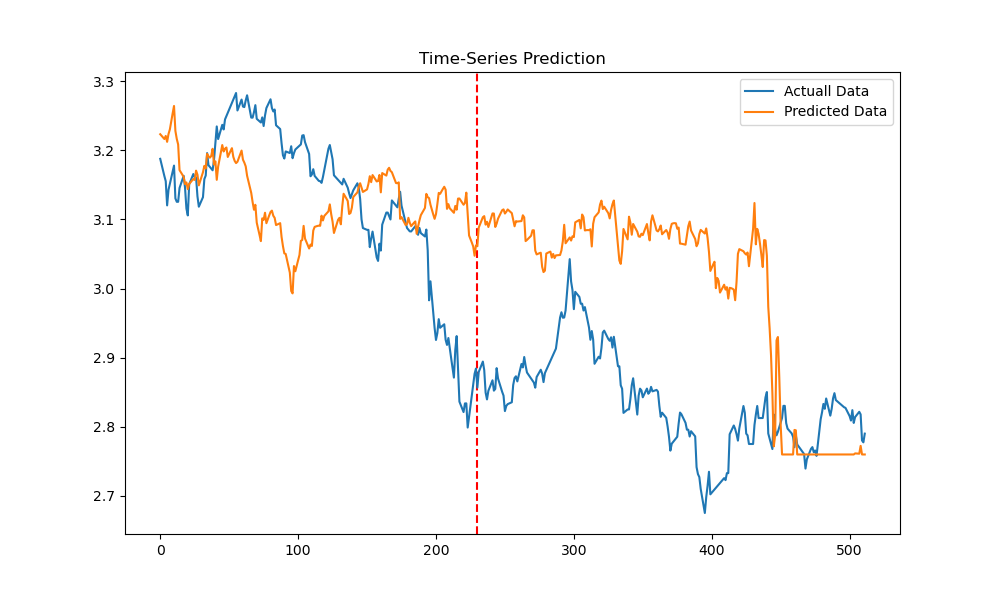 Time-Series Prediction
Actuall Data
Predicted Data
3.3
3.2
3.1
3.0
2.9
2.8
2.7
0 100 200 300 400 500